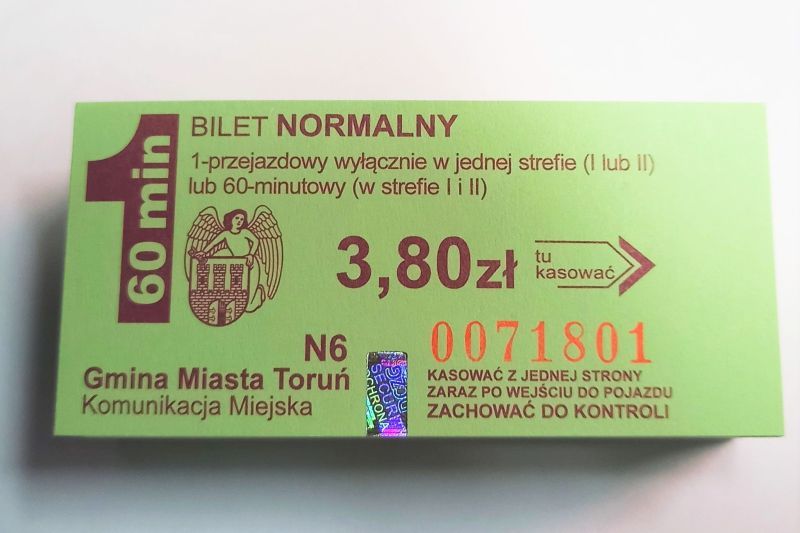 1
60 min
BILET NORMALNY
1-przejazdowy wyłącznie w jednej strefie (I lub II)
lub 60-minutowy (w strefie I i II)
3,80zł
tu
kasować
N6
Gmina Miasta Toruń
Komunikacja Miejska
0071801
KASOWAĆ Z JEDNEJ STRONY
ZARAZ PO WEJŚCIU DO POJAZDU
ZACHOWAĆ DO KONTROLI
OCHRONA